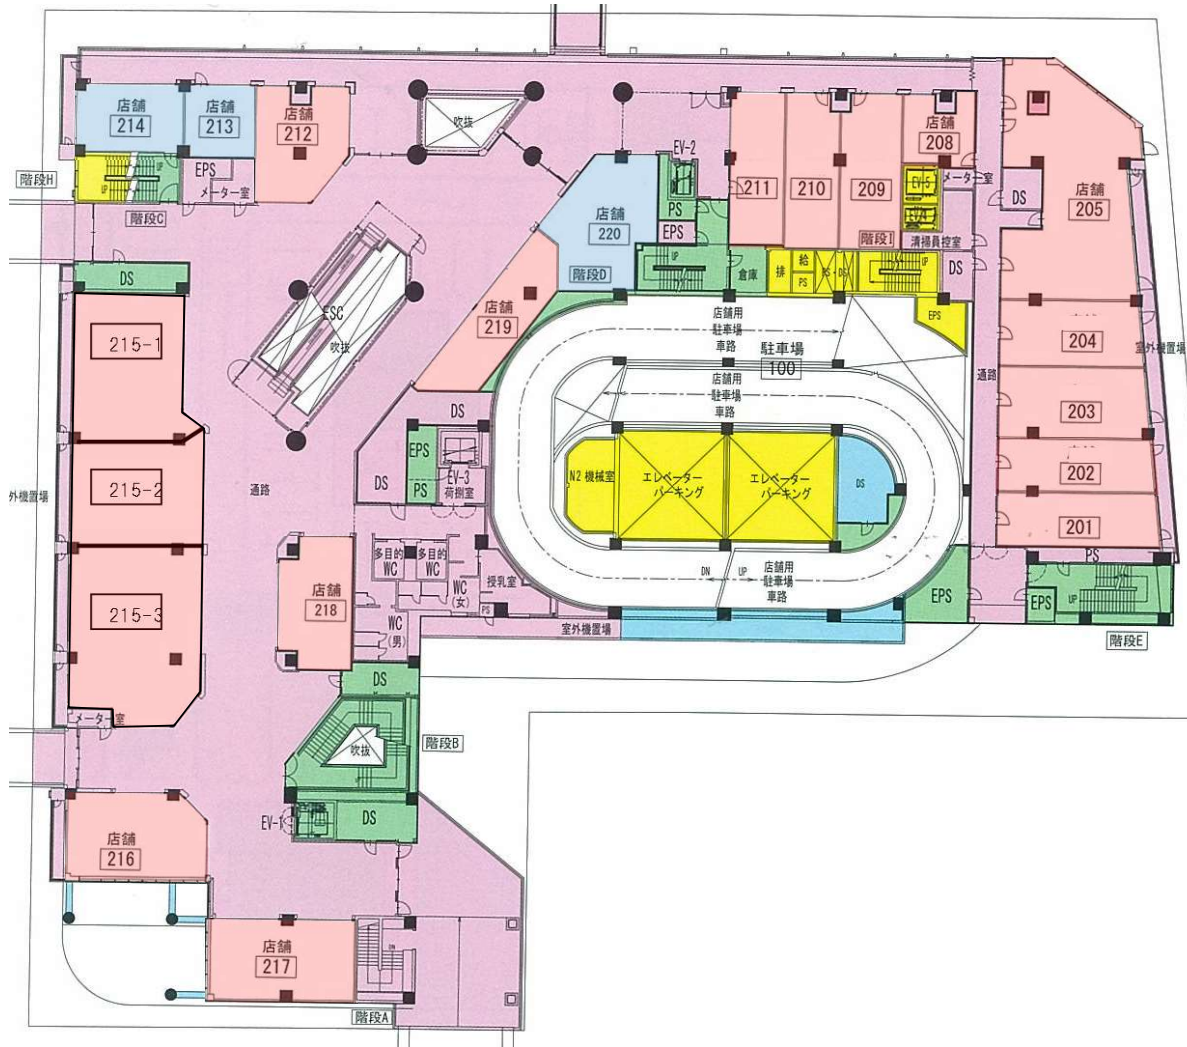 店舗
214
店舗
213
店舗
212
吹抜
EV-2
211
210
209
店舗
208
EV-5
メーター室
DS
店舗
205
階段H
UP
UP
EPS
メーター室
階段C
PS
EPS
UP
店舗
220
階段D
倉庫
排
給
PS
PS・DS
階段I
UP
清掃員控室
DS
EPS
DS
215-1
ESC
吹抜
店舗
219
店舗用
駐車場
車路
駐車場
100
店舗用
駐車場
車路
通路
204
室外機置場
203
202
201
DS
EPS
PS
EV-3
荷捌室
DS
N2 機械室
エレベーター
パーキング
エレベーター
パーキング
DS
215-2
外機置場
通路
多目的
WC
多目的
WC
WC
(女)
授乳室
PS
WC
(男)
DN
UP
店舗用
駐車場
車路
室外機置場
EPS
PS
EPS
UP
階段E
店舗
218
215-3
メーター室
DS
吹抜
階段B
EV-1
DS
店舗
216
店舗
217
DN
階段A